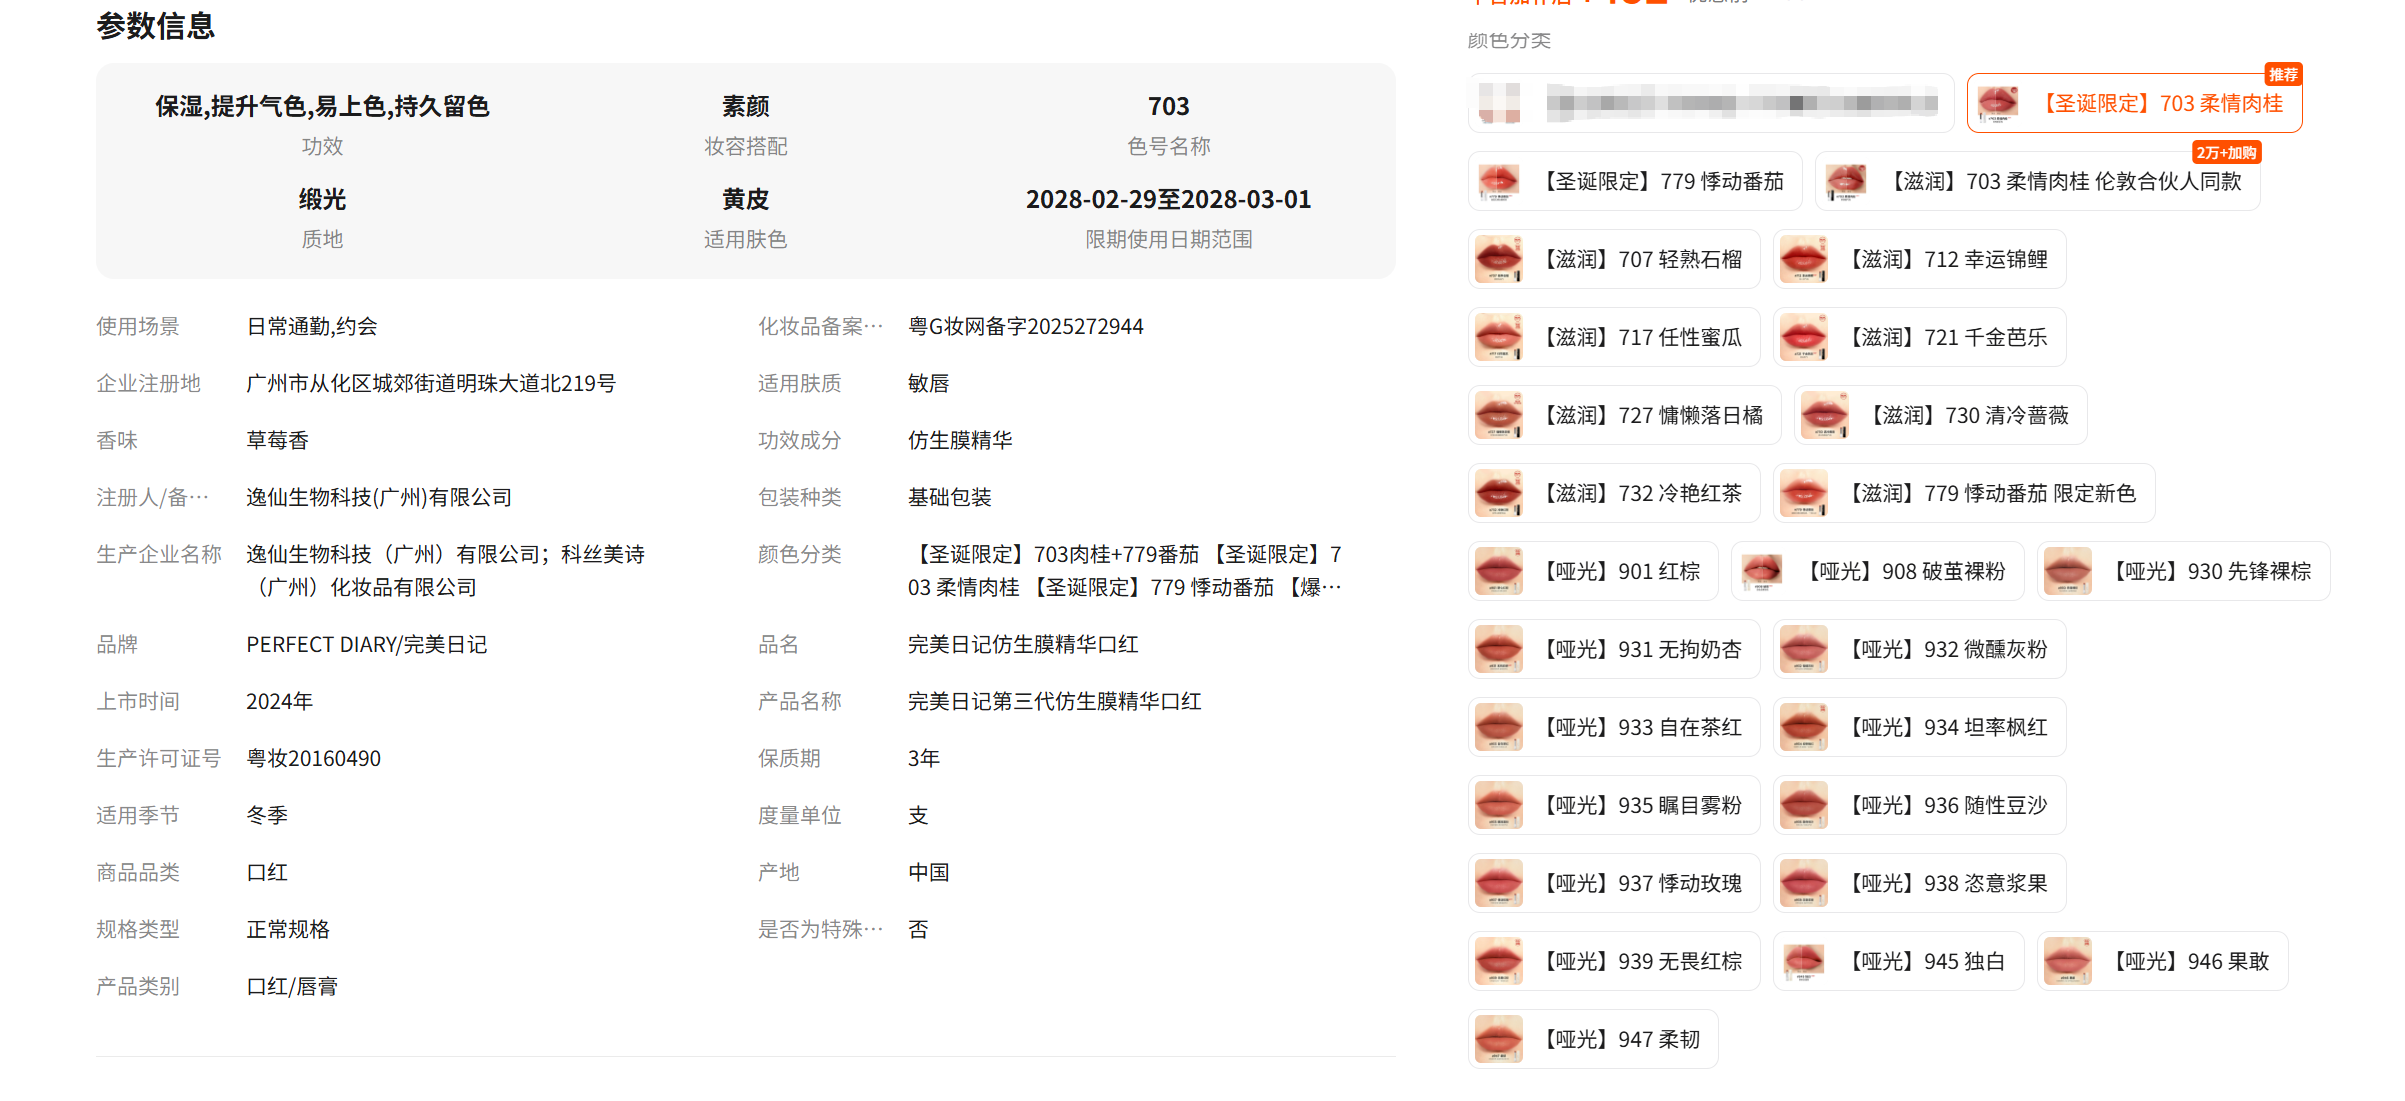 参数信息
保湿,提升气色,易上色,持久留色
功效
素颜
妆容搭配
703
色号名称
缎光
质地
黄皮
适用肤色
2028-02-29至2028-03-01
限期使用日期范围
使用场景 日常通勤,约会
化妆品备案… 粤G妆网备字2025272944
企业注册地 广州市从化区城郊街道明珠大道北219号
适用肤质 敏唇
香味 草莓香
功效成分 仿生膜精华
注册人/备… 逸仙生物科技(广州)有限公司
包装种类 基础包装
生产企业名称 逸仙生物科技（广州）有限公司；科丝美诗
（广州）化妆品有限公司
颜色分类 【圣诞限定】703肉桂+779番茄 【圣诞限定】7
03 柔情肉桂 【圣诞限定】779 悸动番茄 【爆…
品牌 PERFECT DIARY/完美日记
品名 完美日记仿生膜精华口红
上市时间 2024年
产品名称 完美日记第三代仿生膜精华口红
生产许可证号 粤妆20160490
保质期 3年
适用季节 冬季
度量单位 支
商品品类 口红
产地 中国
规格类型 正常规格
是否为特殊… 否
产品类别 口红/唇膏
颜色分类
推荐
【圣诞限定】703 柔情肉桂
【圣诞限定】779 悸动番茄
2万+加购
【滋润】703 柔情肉桂 伦敦合伙人同款
【滋润】707 轻熟石榴
【滋润】712 幸运锦鲤
【滋润】717 任性蜜瓜
【滋润】721 千金芭乐
【滋润】727 慵懒落日橘
【滋润】730 清冷蔷薇
【滋润】732 冷艳红茶
【滋润】779 悸动番茄 限定新色
【哑光】901 红棕
【哑光】908 破茧裸粉
【哑光】930 先锋裸棕
【哑光】931 无拘奶杏
【哑光】932 微醺灰粉
【哑光】933 自在茶红
【哑光】934 坦率枫红
【哑光】935 瞩目雾粉
【哑光】936 随性豆沙
【哑光】937 悸动玫瑰
【哑光】938 恣意浆果
【哑光】939 无畏红棕
【哑光】945 独白
【哑光】946 果敢
【哑光】947 柔韧